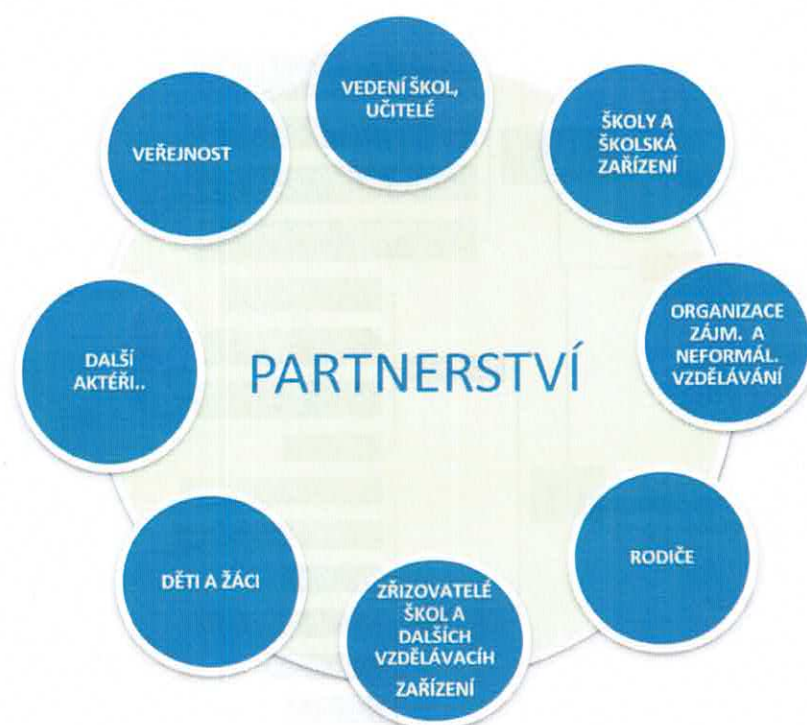 VEDENÍ ŠKOL,
UČITELÉ
ŠKOLY A
ŠKOLSKÁ
ZAŘÍZENÍ
ORGANIZACE
ZÁJM. A
NEFORMÁL.
VZDĚLÁVÁNÍ
RODIČE
ZŘIZOVATELÉ
ŠKOL A
DALŠÍCH
VZDĚLÁVACÍH
ZAŘÍZENÍ
DĚTI A ŽÁCI
DALŠÍ
AKTÉŘI..
VEŘEJNOST
PARTNERSTVÍ